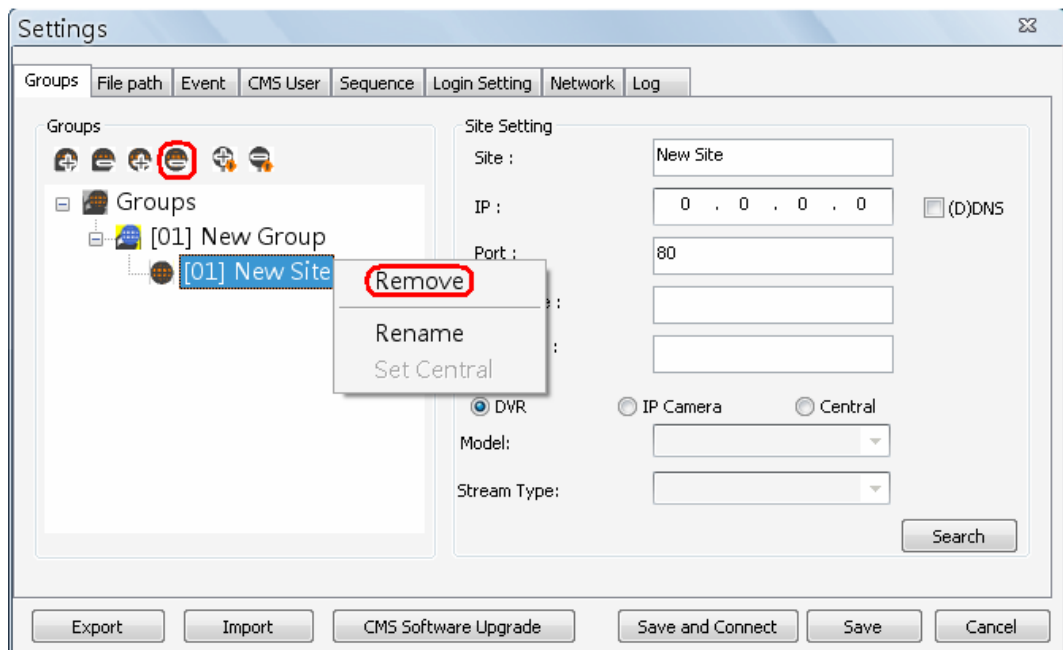 Settings
Groups File path Event CMS User Sequence Login Setting Network Log
Groups
Groups
[01] New Group
[01] New Site
Remove
Rename
Set Central
Site Setting
Site : New Site
IP : 0 . 0 . 0 . 0 (D)DNS
Port : 80
:
:
DVR IP Camera Central
Model:
Stream Type:
Search
Export Import CMS Software Upgrade Save and Connect Save Cancel